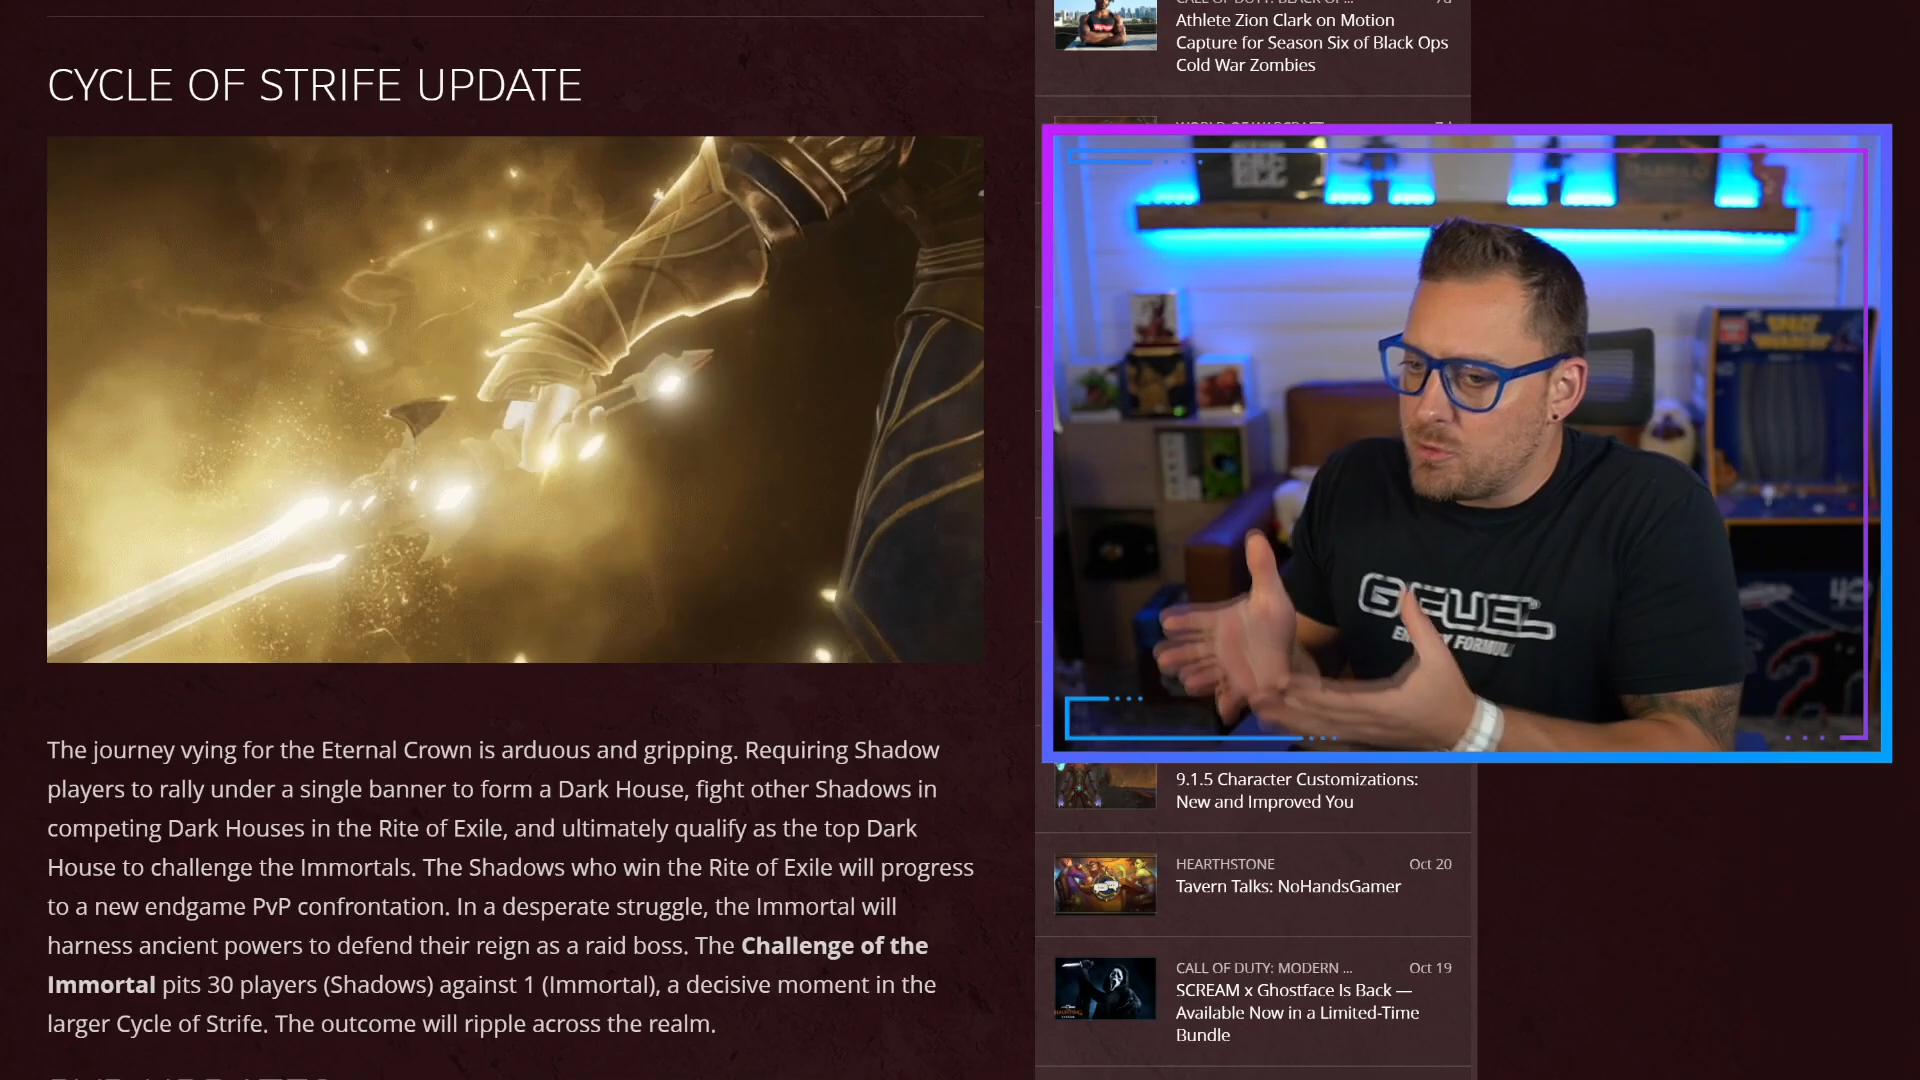 CYCLE OF STRIFE UPDATE
The journey vying for the Eternal Crown is arduous and gripping. Requiring Shadow
players to rally under a single banner to form a Dark House, fight other Shadows in
competing Dark Houses in the Rite of Exile, and ultimately qualify as the top Dark
House to challenge the Immortals. The Shadows who win the Rite of Exile will progress
to a new endgame PvP confrontation. In a desperate struggle, the Immortal will
harness ancient powers to defend their reign as a raid boss. The Challenge of the
Immortal pits 30 players (Shadows) against 1 (Immortal), a decisive moment in the
larger Cycle of Strife. The outcome will ripple across the realm.
Athlete Zion Clark on Motion
Capture for Season Six of Black Ops
Cold War Zombies
G FUEL
ENERGY FORMULA
9.1.5 Character Customizations:
New and Improved You
HEARTHSTONE Oct 20
Tavern Talks: NoHandsGamer
CALL OF DUTY: MODERN ... Oct 19
SCREAM x Ghostface Is Back —
Available Now in a Limited-Time
Bundle